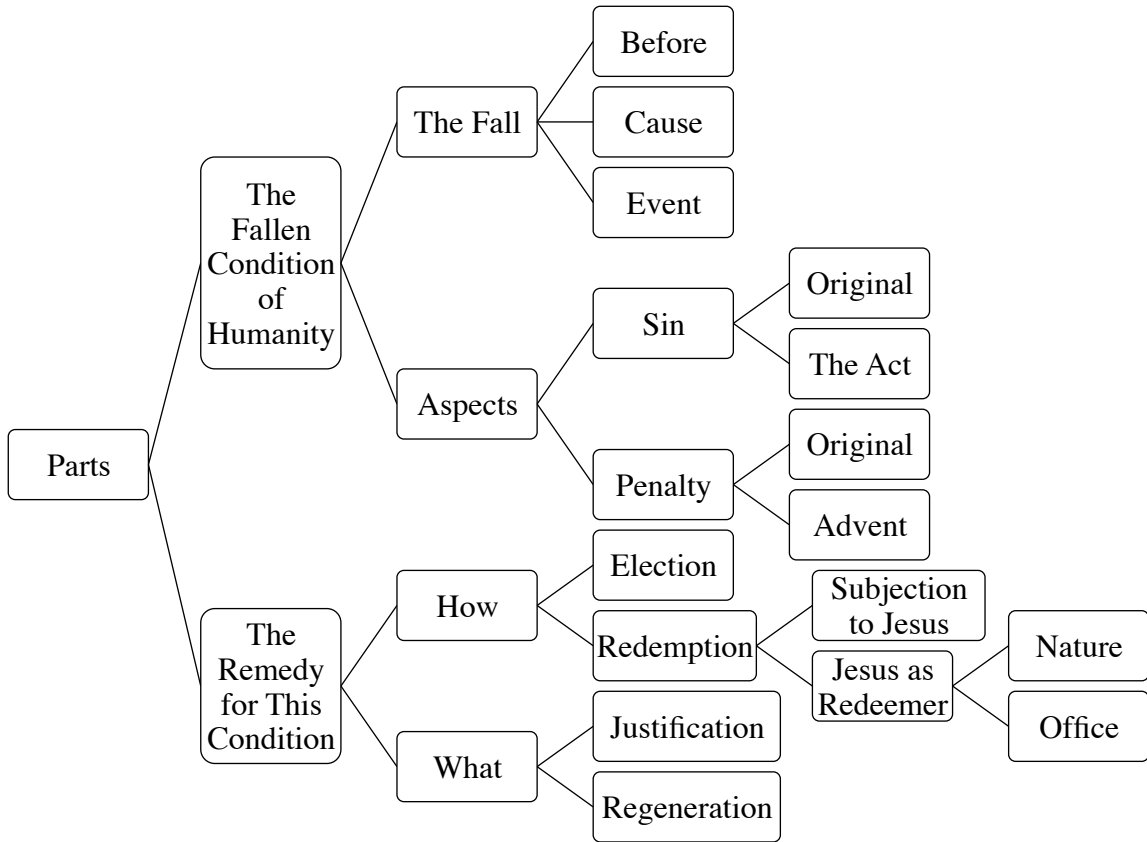 Before
The Fall
Cause
The
Fallen
Condition
of
Humanity
Event
Original
Sin
The Act
Aspects
Original
Parts
Penalty
Advent
Election
How
Subjection
to Jesus
The
Remedy
for This
Condition
Redemption
Nature
Jesus as
Redeemer
Justification
Office
What
Regeneration